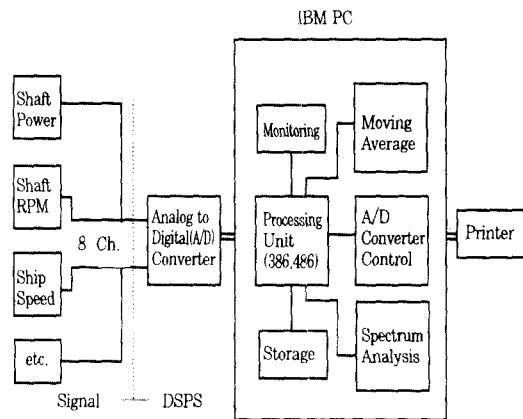 IBM PC
Shaft
Power
Shaft
RPM
8 Ch.
Ship
Speed
etc.
Signal
DSPS
Analog to
Digital(A/D)
Converter
Monitoring
Processing
Unit
(386,486)
Storage
Moving
Average
A/D
Converter
Control
Spectrum
Analysis
Printer